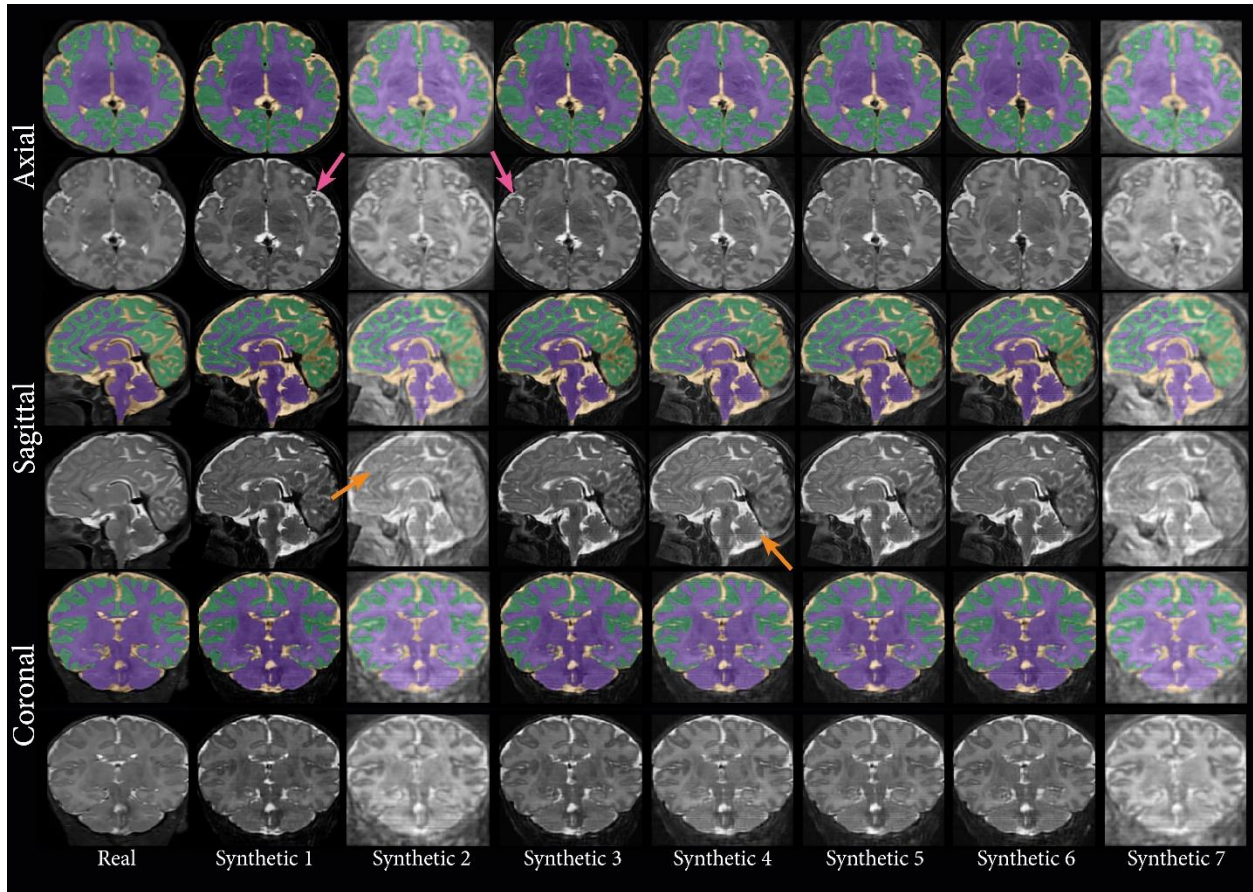 Axial
Sagittal
Coronal
Real
Synthetic 1
Synthetic 2
Synthetic 3
Synthetic 4
Synthetic 5
Synthetic 6
Synthetic 7